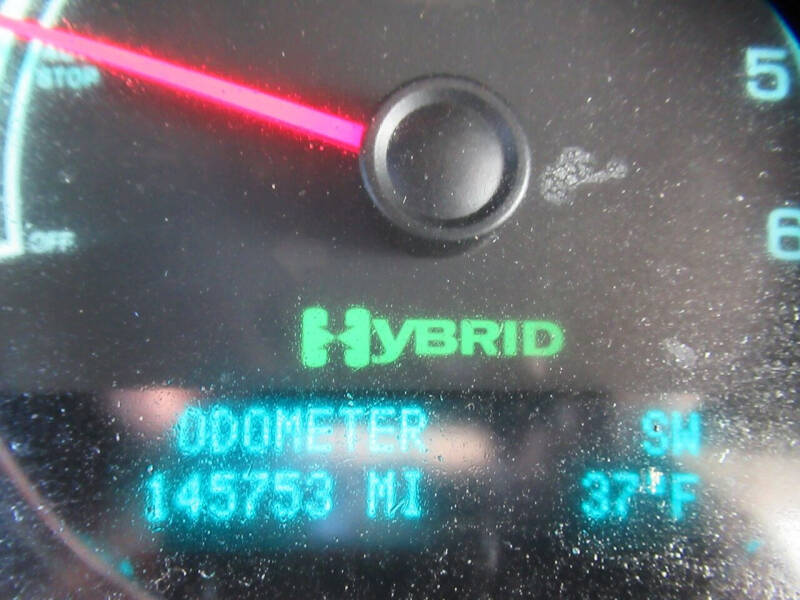 5
STOP
6
OFF
HYBRID
ODOMETER SW
145753 MI 37°F